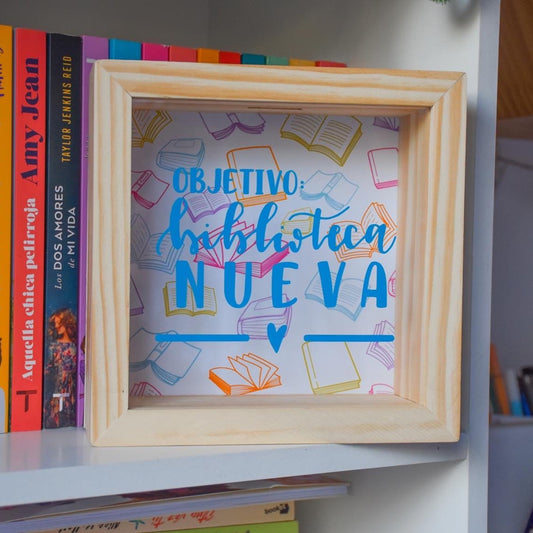 OBJETIVO:
biblioteca
NUEVA
Amy Jean
Aquella chica pelirroja
TAYLOR JENKINS REID
Los DOS AMORES
de MI VIDA